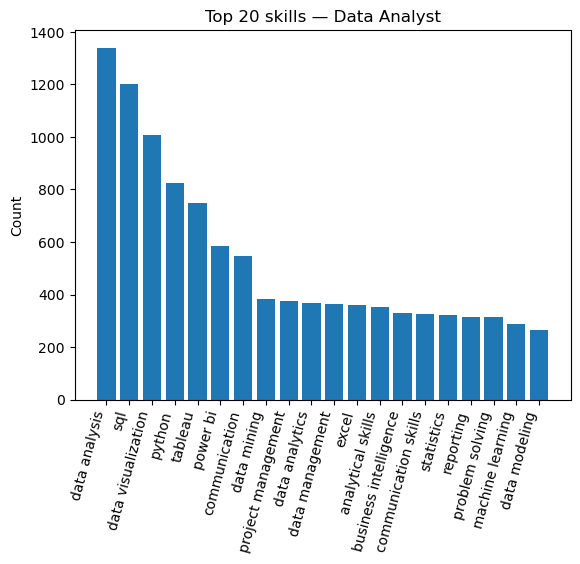 Top 20 skills — Data Analyst
Count
1400
1200
1000
800
600
400
200
0
data analysis
sql
data visualization
python
tableau
power bi
communication
data mining
project management
data analytics
data management
excel
analytical skills
business intelligence
communication skills
statistics
reporting
problem solving
machine learning
data modeling